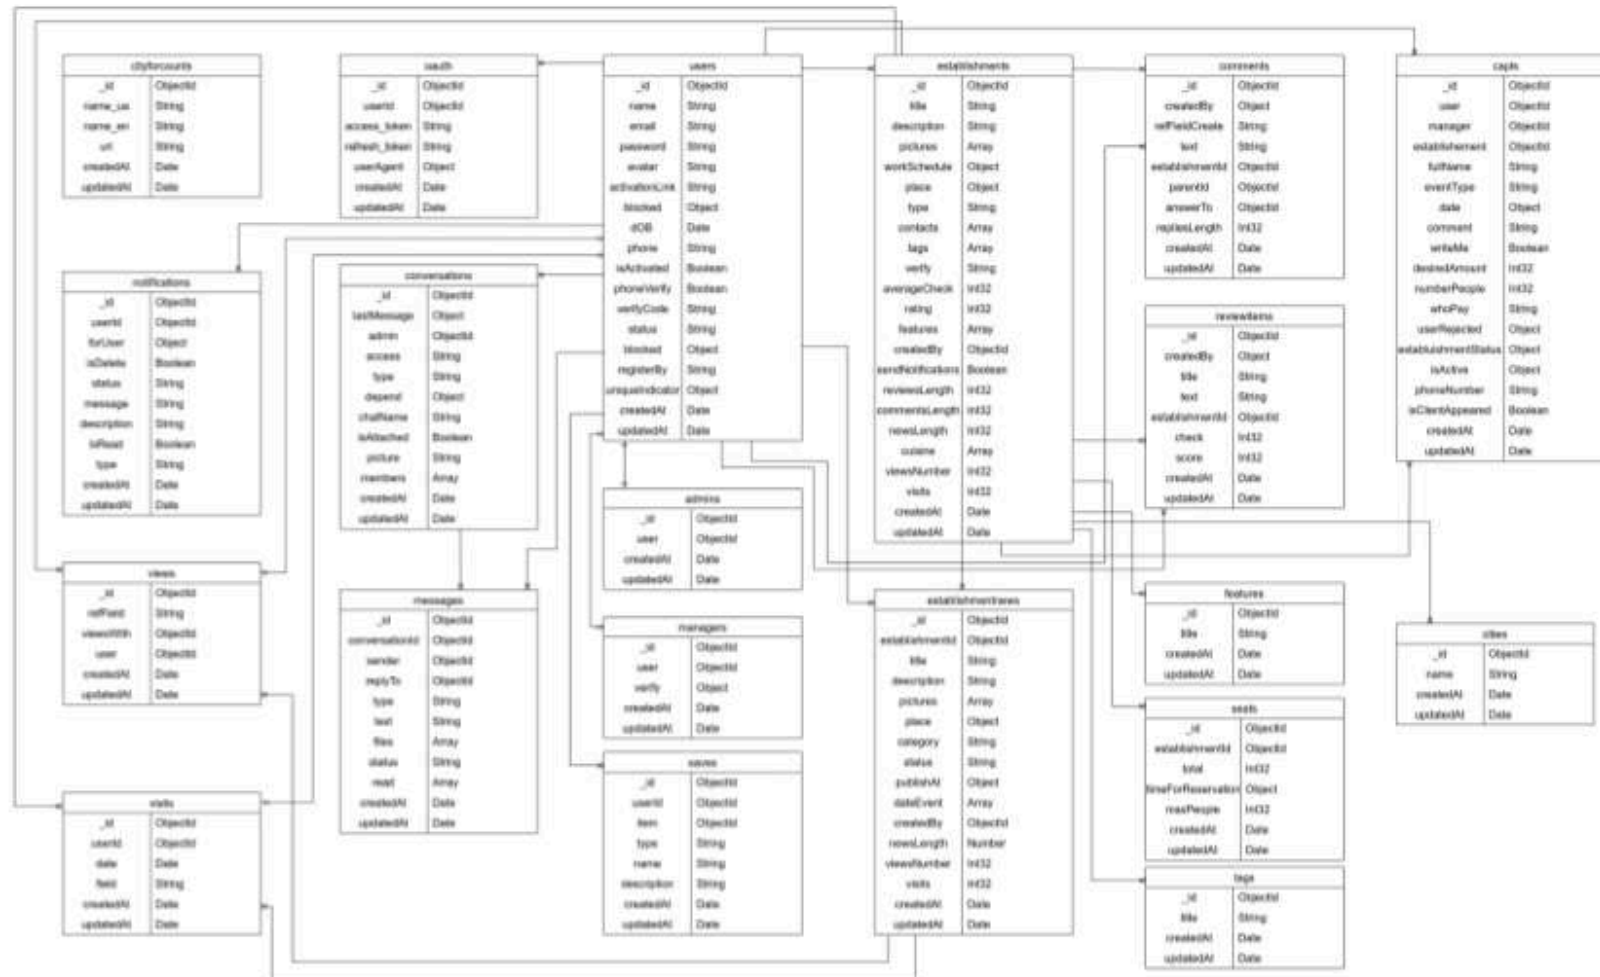 cityforcounts
_id ObjectId
name_ua String
name_en String
url String
createdAt Date
updatedAt Date
oauth
_id ObjectId
userId ObjectId
access_token String
refresh_token String
userAgent Object
createdAt Date
updatedAt Date
users
_id ObjectId
name String
email String
password String
avatar String
activationLink String
blocked Object
dOB Date
phone String
isActivated Boolean
phoneVerify Boolean
verifyCode String
status String
blocked Object
registerBy String
uniqueIndicator Object
createdAt Date
updatedAt Date
establishments
_id ObjectId
title String
description String
pictures Array
workSchedule Object
place Object
type String
contacts Array
tags Array
verify String
averageCheck Int32
rating Int32
features Array
createdBy ObjectId
sendNotifications Boolean
reviewsLength Int32
commentsLength Int32
newsLength Int32
cuisine Array
viewsNumber Int32
visits Int32
createdAt Date
updatedAt Date
comments
_id ObjectId
createdBy Object
refFieldCreate String
text String
establishmentId ObjectId
parentId ObjectId
answerTo ObjectId
repliesLength Int32
createdAt Date
updatedAt Date
capls
_id ObjectId
user ObjectId
manager ObjectId
establishement ObjectId
fullName String
eventType String
date Object
comment String
writeMe Boolean
desiredAmount Int32
numberPeople Int32
whoPay String
userRejected Object
Object
isActive Object
phoneNumber String
isClientAppeared Boolean
createdAt Date
updatedAt Date
notifications
_id ObjectId
userId ObjectId
forUser Object
isDelete Boolean
status String
message String
description String
isRead Boolean
type String
createdAt Date
updatedAt Date
conversations
_id ObjectId
lastMessage Object
admin ObjectId
access String
type String
depend Object
chatName String
isAttached Boolean
picture String
members Array
createdAt Date
updatedAt Date
reviewitems
_id ObjectId
createdBy Object
title String
text String
establishmentId ObjectId
check Int32
score Int32
createdAt Date
updatedAt Date
admins
_id ObjectId
user ObjectId
createdAt Date
updatedAt Date
views
_id ObjectId
refField String
viewsWith ObjectId
user ObjectId
createdAt Date
updatedAt Date
messages
_id ObjectId
conversationId ObjectId
sender ObjectId
replyTo ObjectId
type String
text String
files Array
status String
read Array
createdAt Date
updatedAt Date
managers
_id ObjectId
user ObjectId
verify Object
createdAt Date
updatedAt Date
establishmentnews
_id ObjectId
establishmentId ObjectId
title String
description String
pictures Array
place Object
category String
status String
publishAt Object
dateEvent Array
createdBy ObjectId
newsLength Number
viewsNumber Int32
visits Int32
createdAt Date
updatedAt Date
features
_id ObjectId
title String
createdAt Date
updatedAt Date
cities
_id ObjectId
name String
createdAt Date
updatedAt Date
seats
_id ObjectId
establishmentId ObjectId
total Int32
timeForReservation Object
maxPeople Int32
createdAt Date
updatedAt Date
saves
_id ObjectId
userId ObjectId
item ObjectId
type String
name String
description String
createdAt Date
updatedAt Date
visits
_id ObjectId
userId ObjectId
date Date
field String
createdAt Date
updatedAt Date
tags
_id ObjectId
title String
createdAt Date
updatedAt Date